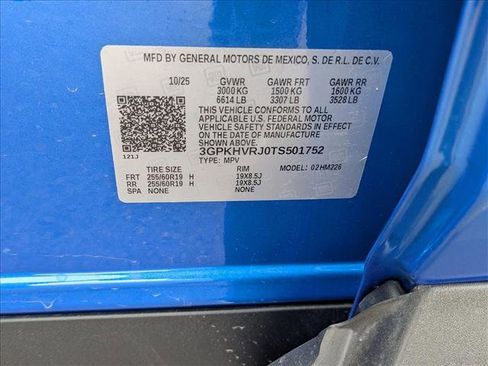 MFD BY GENERAL MOTORS DE MEXICO, S. DE R.L. DE C.V.
10/25 GVWR GAWR FRT GAWR RR
3000 KG 1500 KG 1600 KG
6614 LB 3307 LB 3528 LB
THIS VEHICLE CONFORMS TO ALL
APPLICABLE U.S. FEDERAL MOTOR
VEHICLE SAFETY STANDARDS IN EFFECT
ON THE DATE OF MANUFACTURE
SHOWN ABOVE.
3GPKHVRJ0TS501752
121J TYPE: MPV
TIRE SIZE RIM MODEL: 02HM226
FRT 255/60R19 H 19X8.5J
RR 255/60R19 H 19X8.5J
SPA NONE NONE